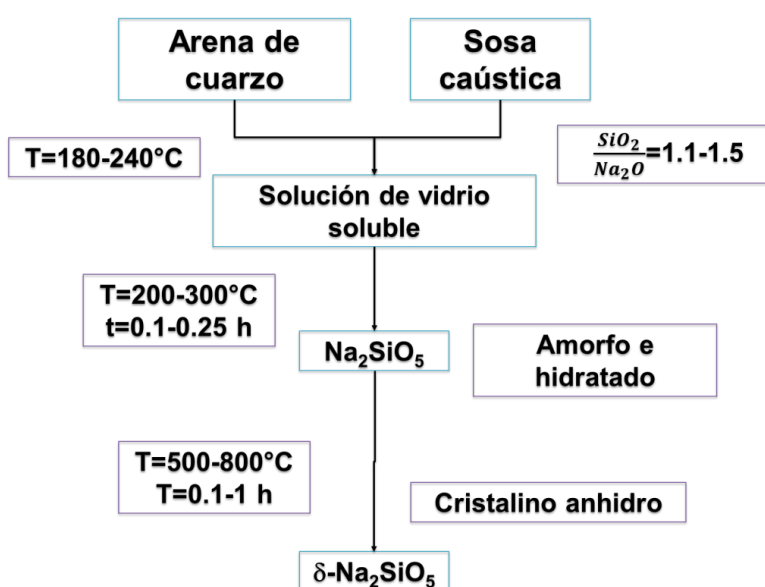 Arena de
cuarzo
Sosa
caústica
T=180-240°C
SiO₂/Na₂O=1.1-1.5
Solución de vidrio
soluble
T=200-300°C
t=0.1-0.25 h
Na₂SiO₅
Amorfo e
hidratado
T=500-800°C
T=0.1-1 h
Cristalino anhidro
δ-Na₂SiO₅